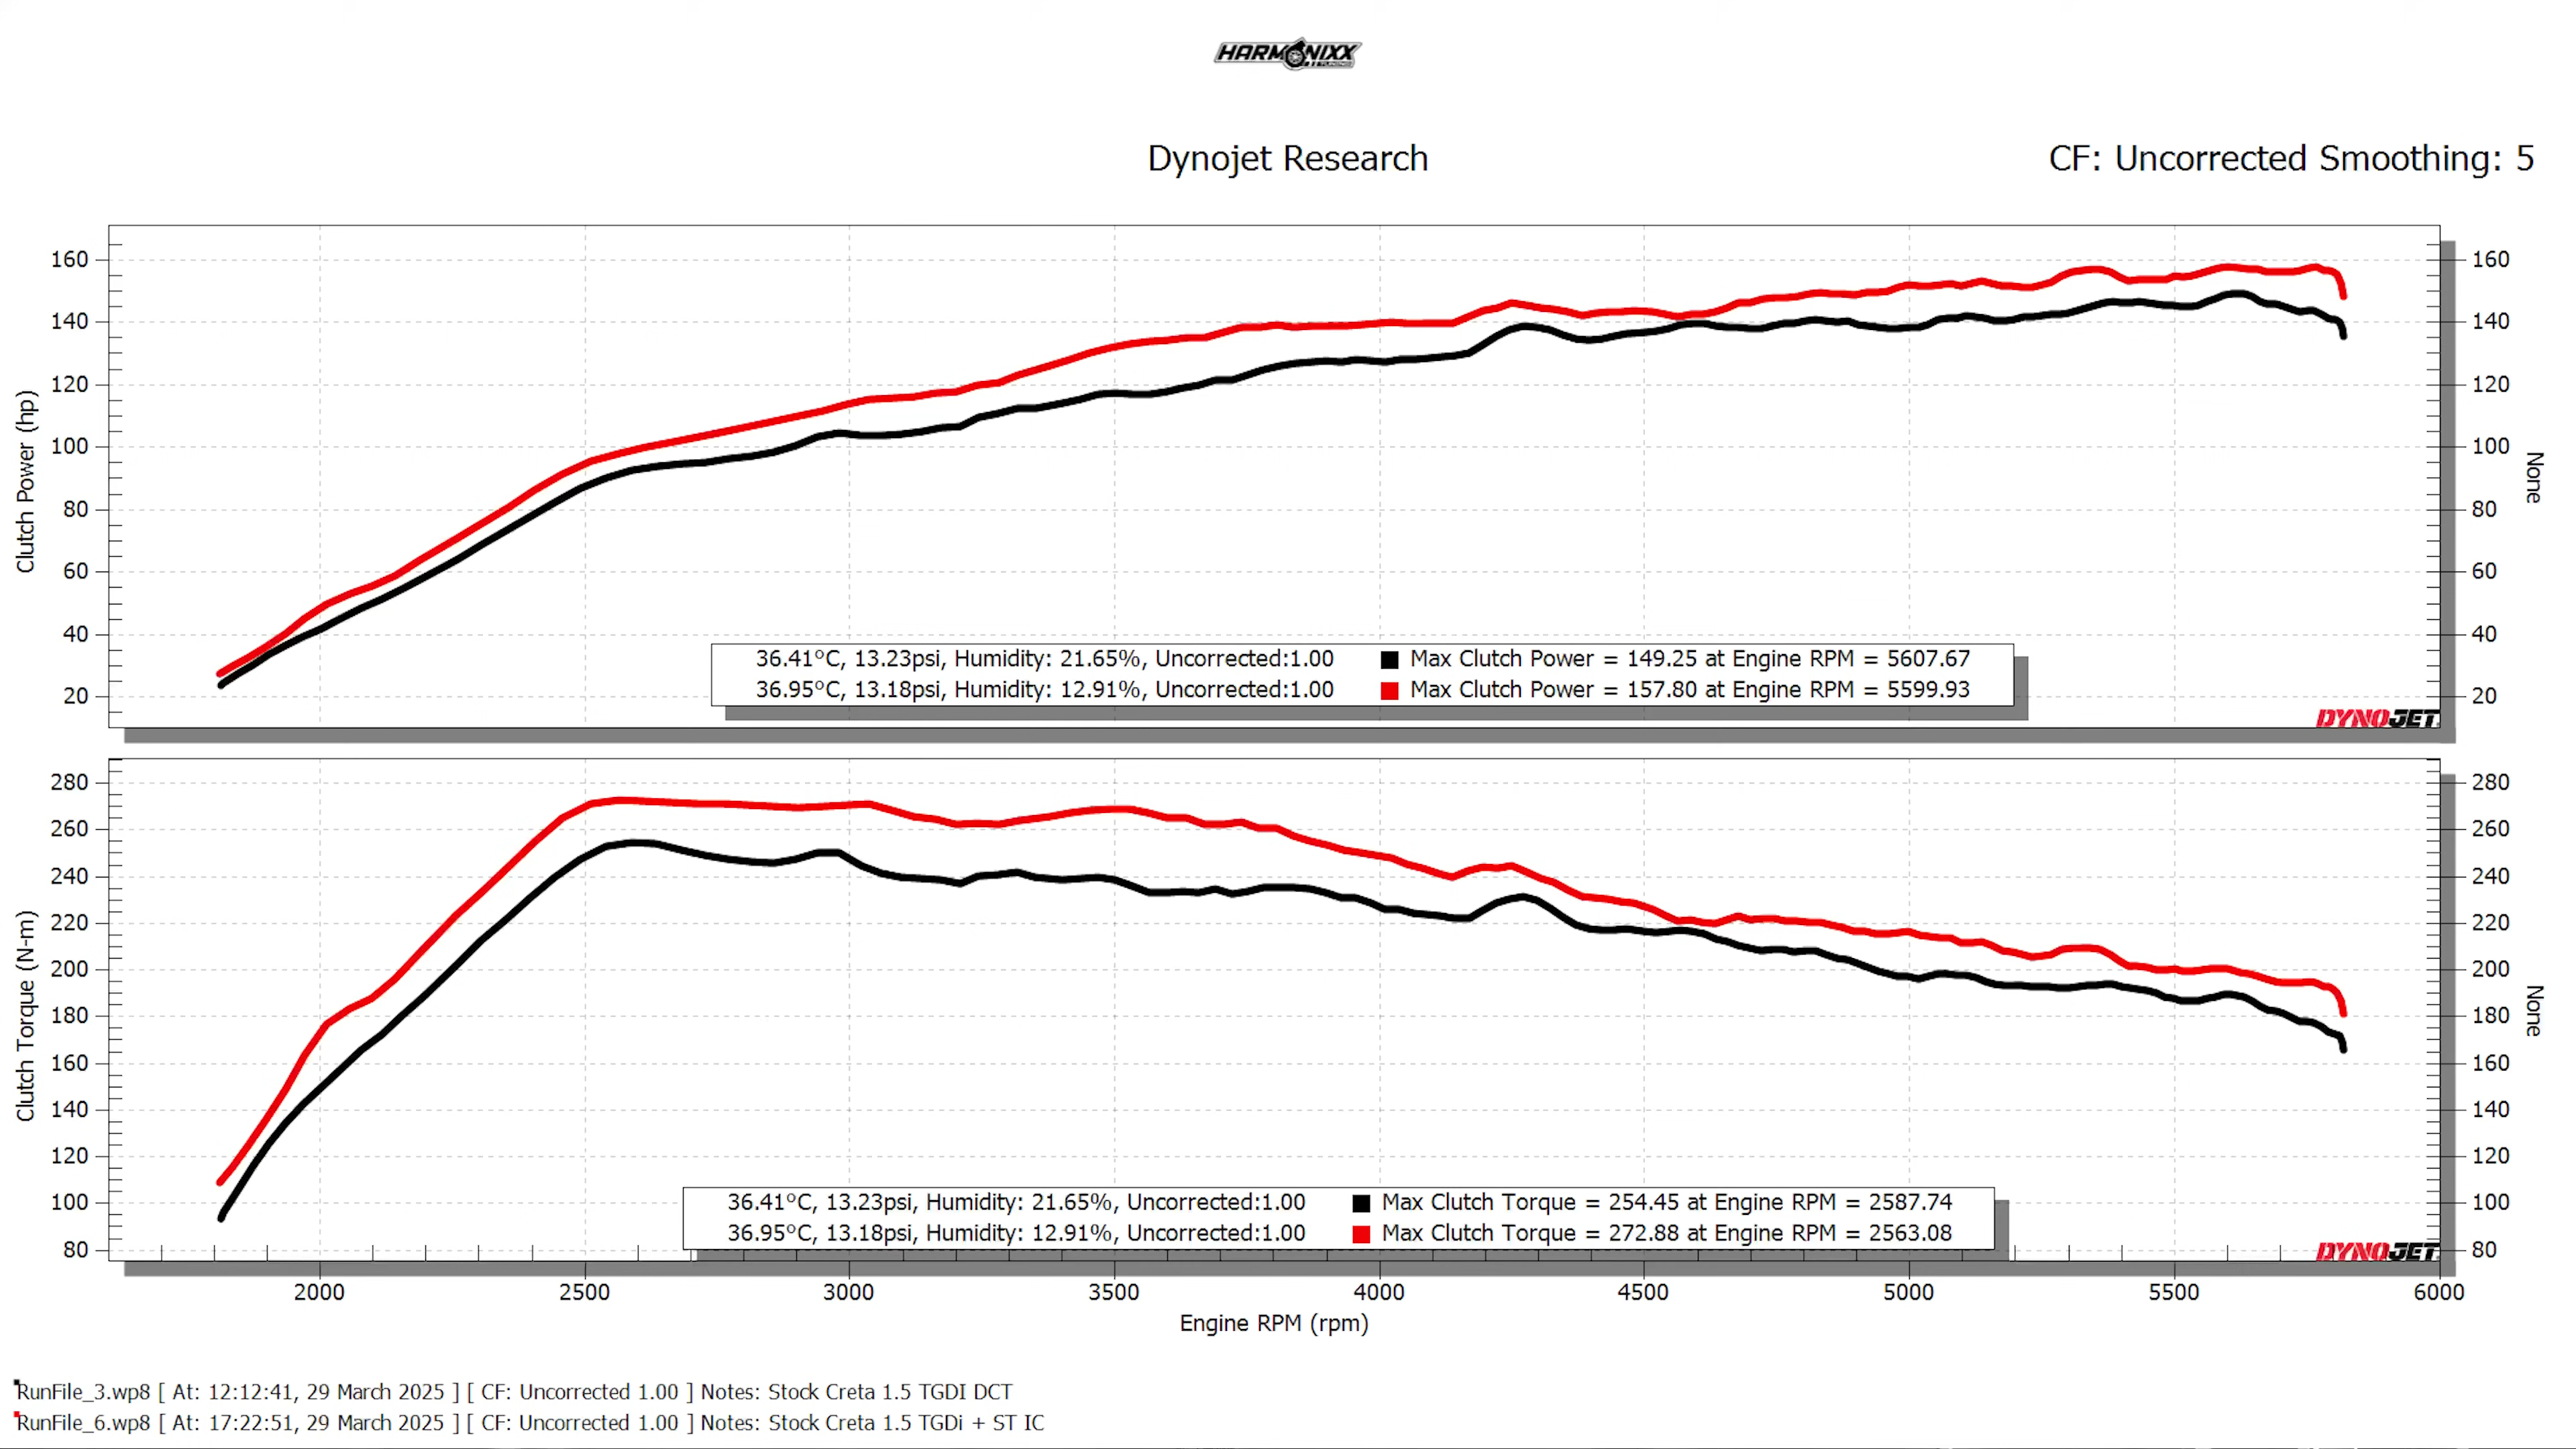 HARMONIXX
Dynojet Research
CF: Uncorrected Smoothing: 5
Clutch Power (hp)
160
140
120
100
80
60
40
20
160
140
120
100
80
60
40
20
None
36.41°C, 13.23psi, Humidity: 21.65%, Uncorrected:1.00 Max Clutch Power = 149.25 at Engine RPM = 5607.67
36.95°C, 13.18psi, Humidity: 12.91%, Uncorrected:1.00 Max Clutch Power = 157.80 at Engine RPM = 5599.93
DYNOJET
Clutch Torque (N-m)
280
260
240
220
200
180
160
140
120
100
80
280
260
240
220
200
180
160
140
120
100
80
None
36.41°C, 13.23psi, Humidity: 21.65%, Uncorrected:1.00 Max Clutch Torque = 254.45 at Engine RPM = 2587.74
36.95°C, 13.18psi, Humidity: 12.91%, Uncorrected:1.00 Max Clutch Torque = 272.88 at Engine RPM = 2563.08
DYNOJET
2000 2500 3000 3500 4000 4500 5000 5500 6000
Engine RPM (rpm)
RunFile_3.wp8 [ At: 12:12:41, 29 March 2025 ] [ CF: Uncorrected 1.00 ] Notes: Stock Creta 1.5 TGDI DCT
RunFile_6.wp8 [ At: 17:22:51, 29 March 2025 ] [ CF: Uncorrected 1.00 ] Notes: Stock Creta 1.5 TGDi + ST IC